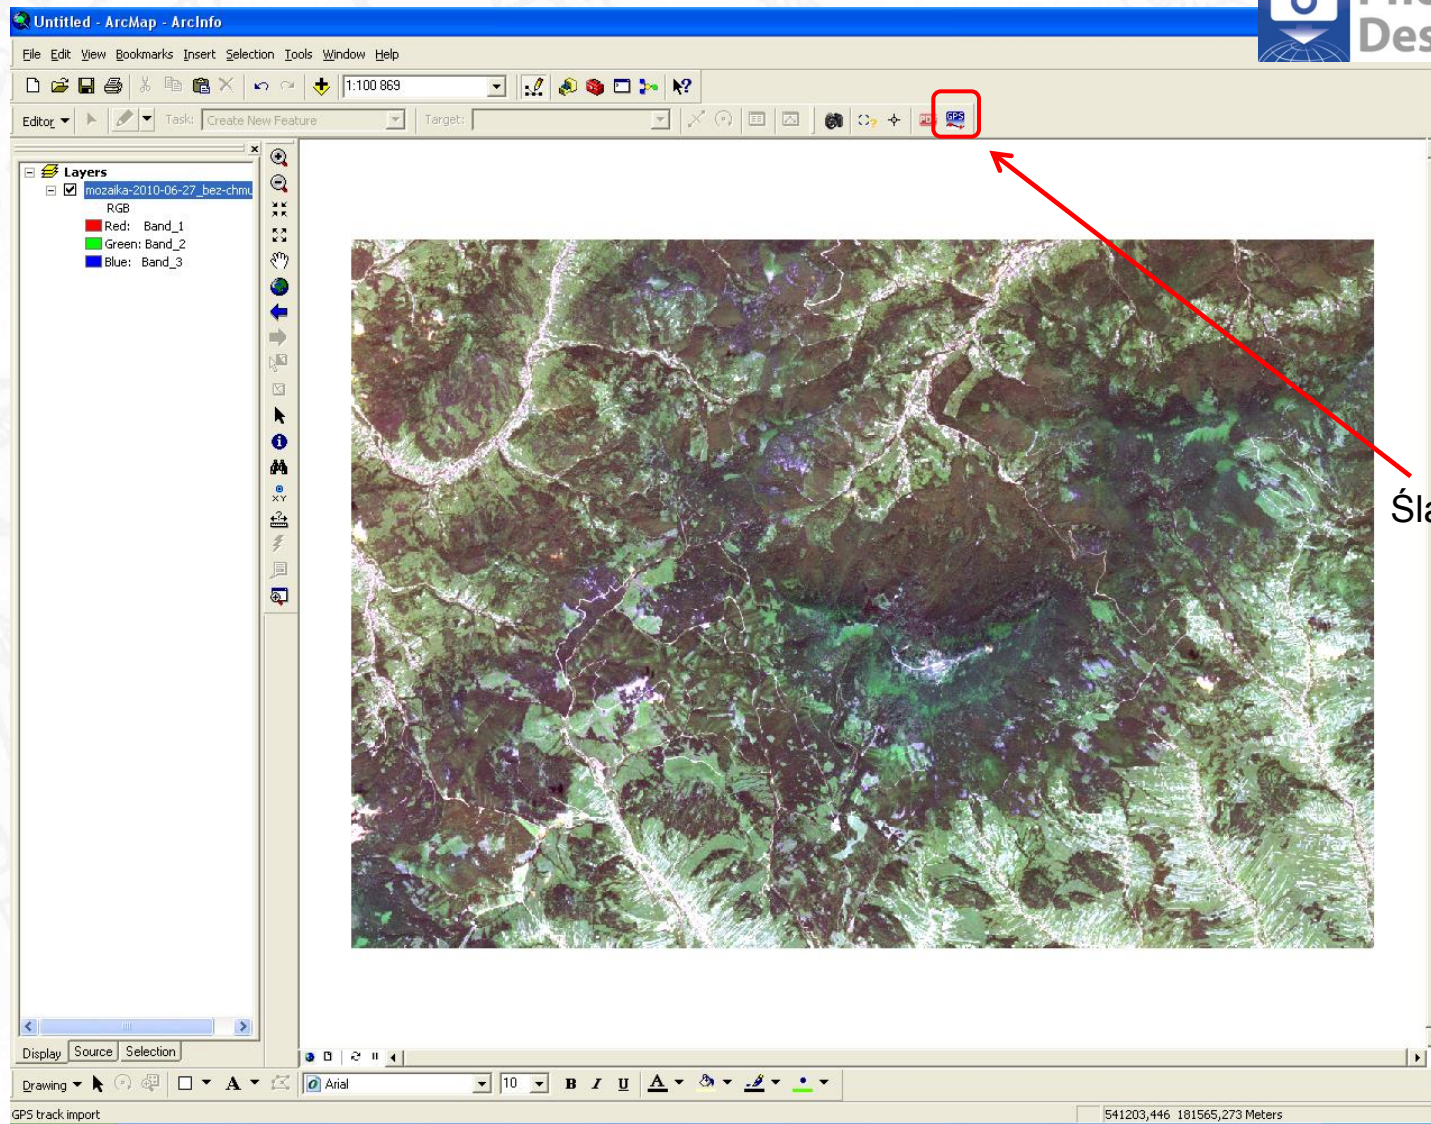 Untitled - ArcMap - ArcInfo
Des
File Edit View Bookmarks Insert Selection Tools Window Help
1:100 869
Editor Task: Create New Feature Target:
GPS
Layers
mozaika-2010-06-27_bez-chmu
RGB
Red: Band_1
Green: Band_2
Blue: Band_3
XY
Śla
Display Source Selection
Drawing A Arial 10 B I U A
GPS track import
541203,446 181565,273 Meters